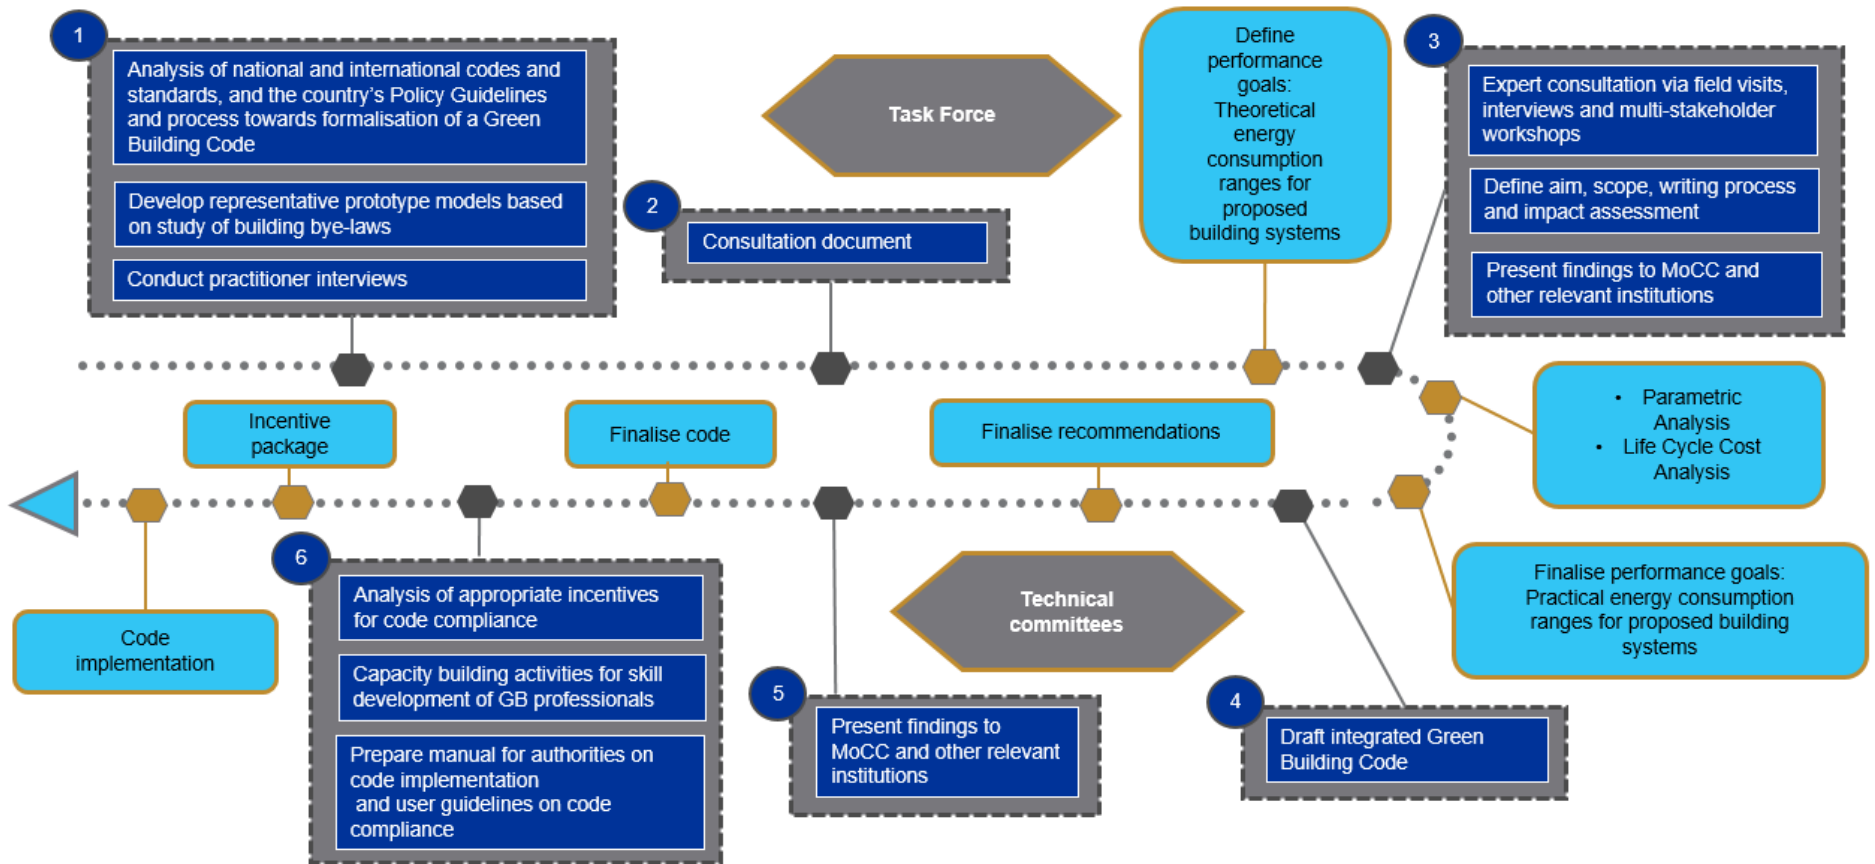 1
Analysis of national and international codes and
standards, and the country's Policy Guidelines
and process towards formalisation of a Green
Building Code
Develop representative prototype models based
on study of building bye-laws
Conduct practitioner interviews
2
Consultation document
Task Force
Define
performance
goals:
Theoretical
energy
consumption
ranges for
proposed
building systems
3
Expert consultation via field visits,
interviews and multi-stakeholder
workshops
Define aim, scope, writing process
and impact assessment
Present findings to MoCC and
other relevant institutions
• Parametric
Analysis
• Life Cycle Cost
Analysis
Finalise performance goals:
Practical energy consumption
ranges for proposed building
systems
4
Draft integrated Green
Building Code
Finalise recommendations
Technical
committees
5
Present findings to
MoCC and other relevant
institutions
Finalise code
6
Analysis of appropriate incentives
for code compliance
Capacity building activities for skill
development of GB professionals
Prepare manual for authorities on
code implementation
and user guidelines on code
compliance
Incentive
package
Code
implementation